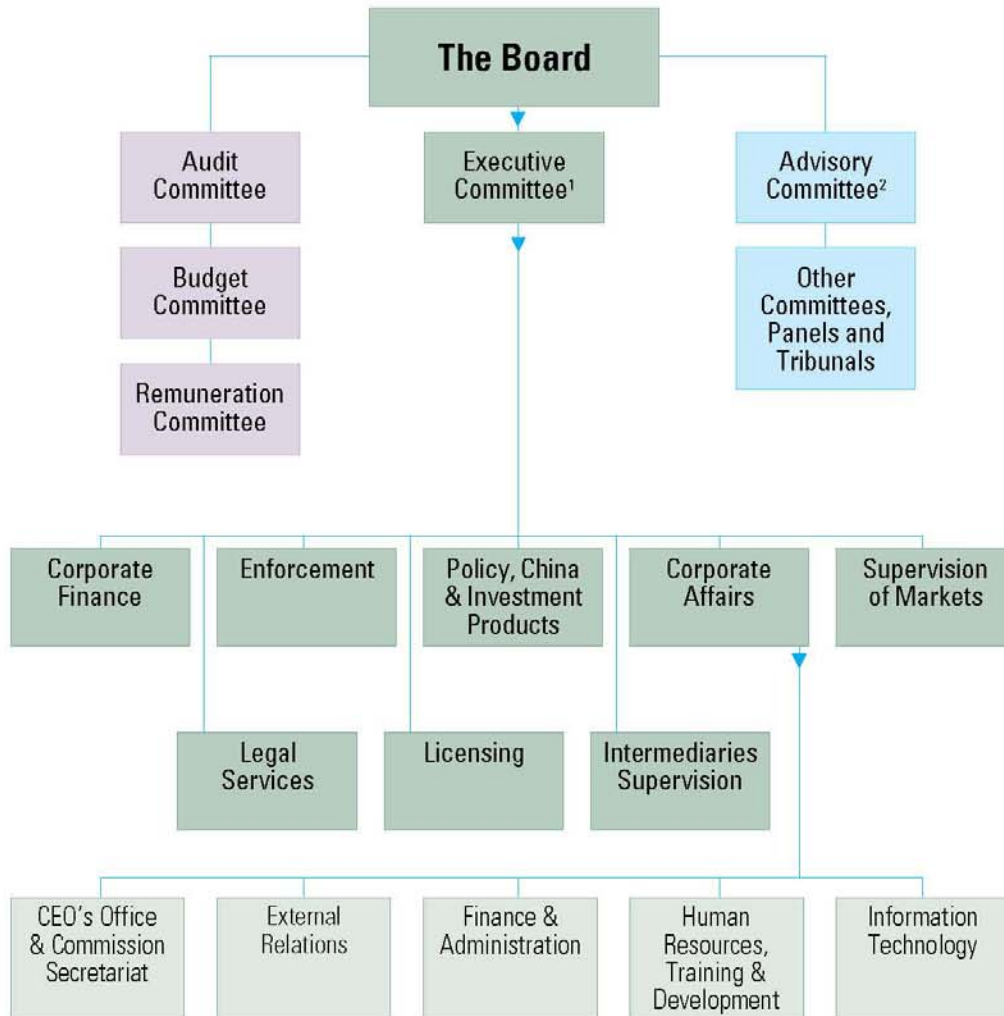 The Board
Audit
Committee
Executive
Committee¹
Advisory
Committee²
Budget
Committee
Other
Committees,
Panels and
Tribunals
Remuneration
Committee
Corporate
Finance
Enforcement
Policy, China
& Investment
Products
Corporate
Affairs
Supervision
of Markets
Legal
Services
Licensing
Intermediaries
Supervision
CEO's Office
& Commission
Secretariat
External
Relations
Finance &
Administration
Human
Resources,
Training &
Development
Information
Technology